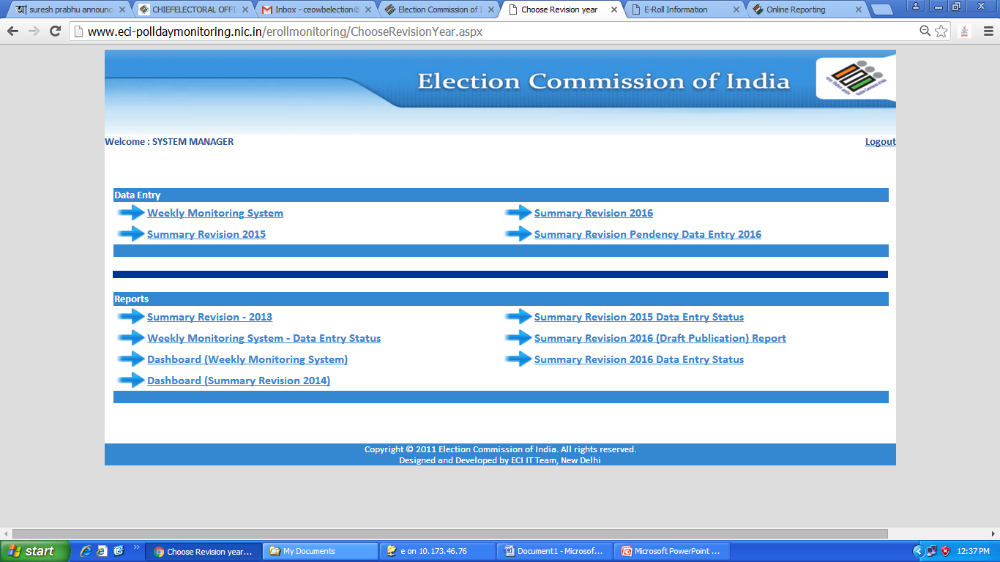 আ suresh prabhu announc
CHIEFELECTORAL OFFI
Inbox - ceowbelection@
Election Commission of I
Choose Revision year
E-Roll Information
Online Reporting
www.eci-polldaymonitoring.nic.in/erollmonitoring/ChooseRevisionYear.aspx
Election Commission of India
Welcome : SYSTEM MANAGER
Logout
Data Entry
Weekly Monitoring System
Summary Revision 2016
Summary Revision 2015
Summary Revision Pendency Data Entry 2016
Reports
Summary Revision - 2013
Summary Revision 2015 Data Entry Status
Weekly Monitoring System - Data Entry Status
Summary Revision 2016 (Draft Publication) Report
Dashboard (Weekly Monitoring System)
Summary Revision 2016 Data Entry Status
Dashboard (Summary Revision 2014)
Copyright © 2011 Election Commission of India. All rights reserved.
Designed and Developed by ECI IT Team, New Delhi
start
Choose Revision year...
My Documents
e on 10.173.46.76
Document1 - Microsof...
Microsoft PowerPoint ...
12:37 PM